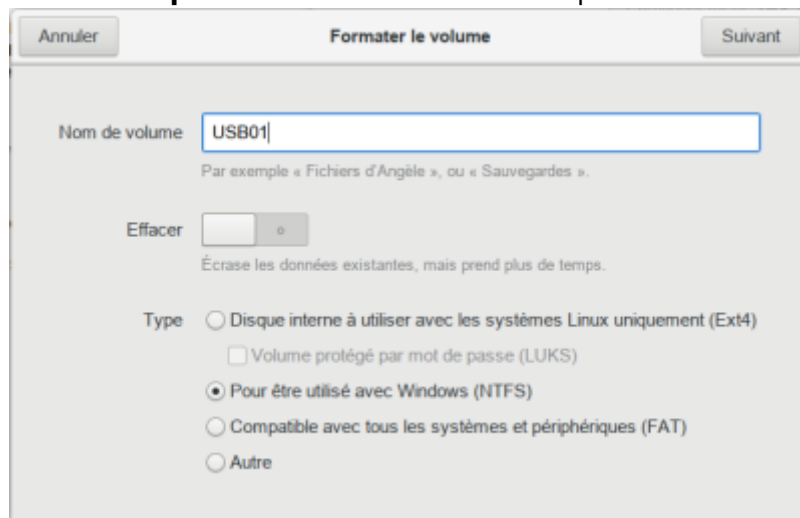 Annuler Formater le volume Suivant
Nom de volume USB01
Par exemple « Fichiers d'Angèle », ou « Sauvegardes ».
Effacer
Écrase les données existantes, mais prend plus de temps.
Type Disque interne à utiliser avec les systèmes Linux uniquement (Ext4)
Volume protégé par mot de passe (LUKS)
Pour être utilisé avec Windows (NTFS)
Compatible avec tous les systèmes et périphériques (FAT)
Autre